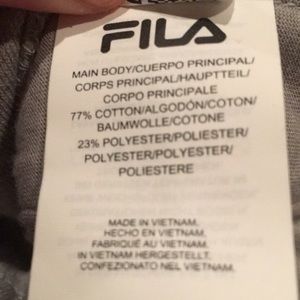 FILA
MAIN BODY/CUERPO PRINCIPAL/
CORPS PRINCIPAL/HAUPTTEIL/
CORPO PRINCIPALE
77% COTTON/ALGODÓN/COTON/
BAUMWOLLE/COTONE
23% POLYESTER/POLIESTER/
POLYESTER/POLYESTER/
POLIESTERE
MADE IN VIETNAM,
HECHO EN VIETNAM,
FABRIQUÉ AU VIETNAM.
IN VIETNAM HERGESTELLT.
CONFEZIONATO NEL VIETNAM.